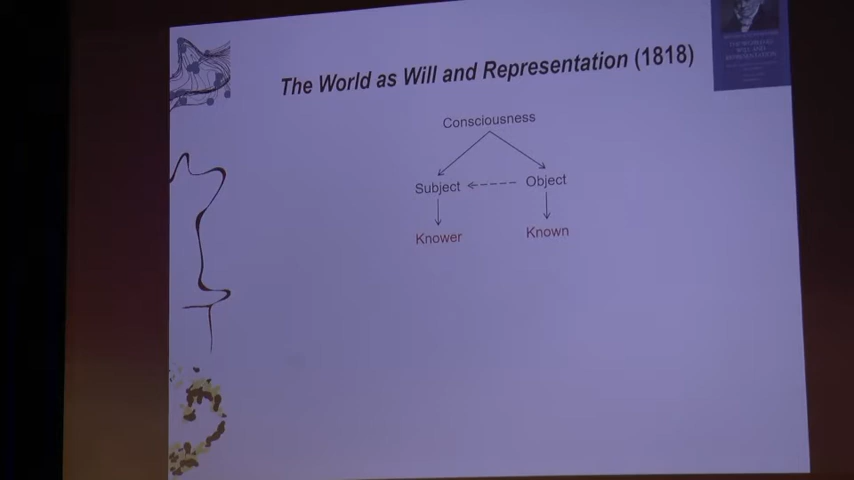 The World as Will and Representation (1818)
Consciousness
Subject
Object
Knower
Known